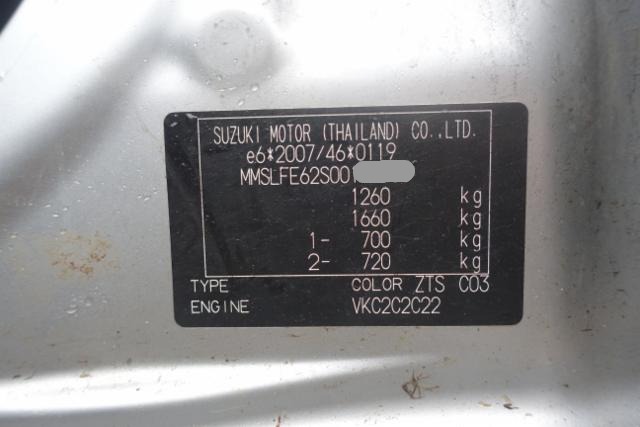 SUZUKI MOTOR (THAILAND) CO.,LTD.
e6*2007/46*0119
MMSLFE62S00
1260 kg
1660 kg
1- 700 kg
2- 720 kg
TYPE COLOR ZTS C03
ENGINE VKC2C2C22